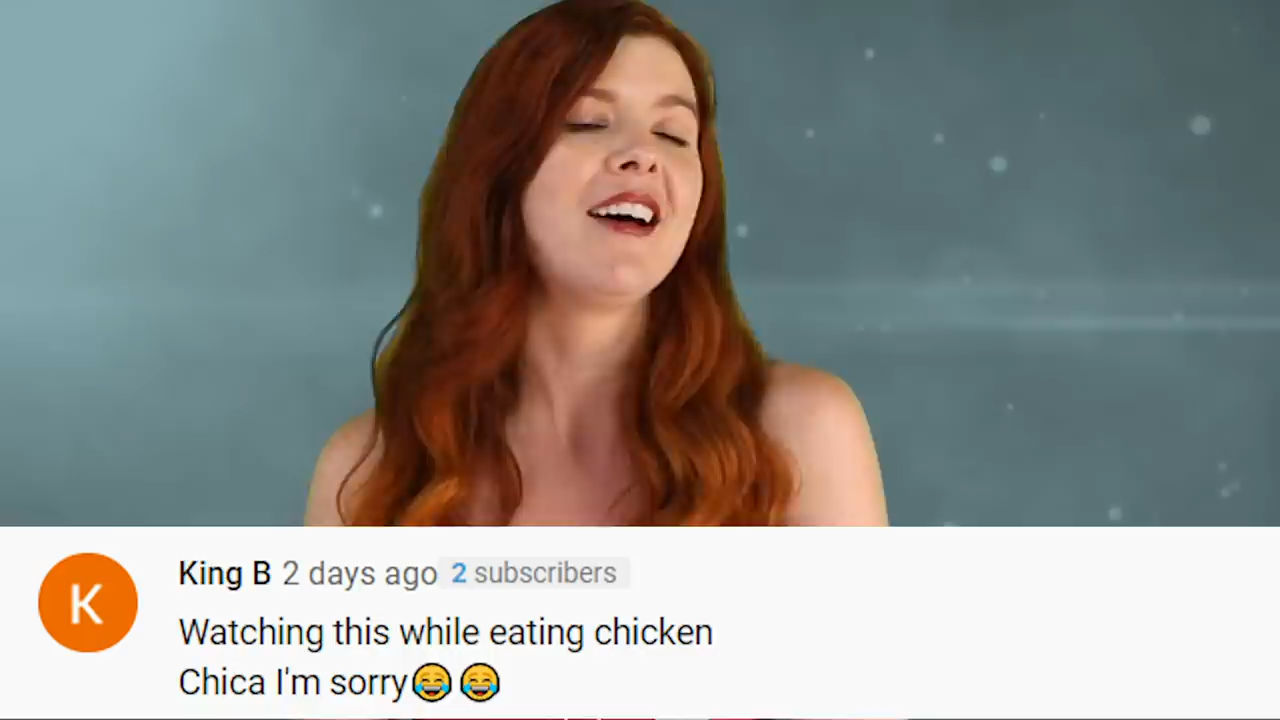 K
King B 2 days ago 2 subscribers
Watching this while eating chicken
Chica I'm sorry😂😂